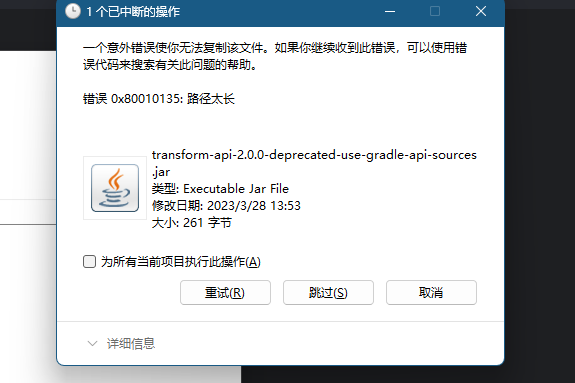 1 个已中断的操作
一个意外错误使你无法复制该文件。如果你继续收到此错误，可以使用错
误代码来搜索有关此问题的帮助。
错误 0x80010135: 路径太长
transform-api-2.0.0-deprecated-use-gradle-api-sources
.jar
类型: Executable Jar File
修改日期: 2023/3/28 13:53
大小: 261 字节
为所有当前项目执行此操作(A)
重试(R) 跳过(S) 取消
详细信息